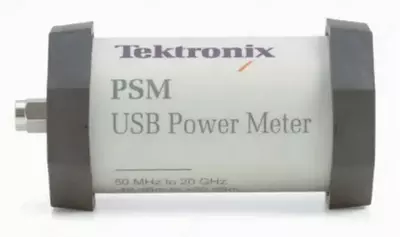 Tektronix
PSM
USB Power Meter
50 MHz to 20 GHz